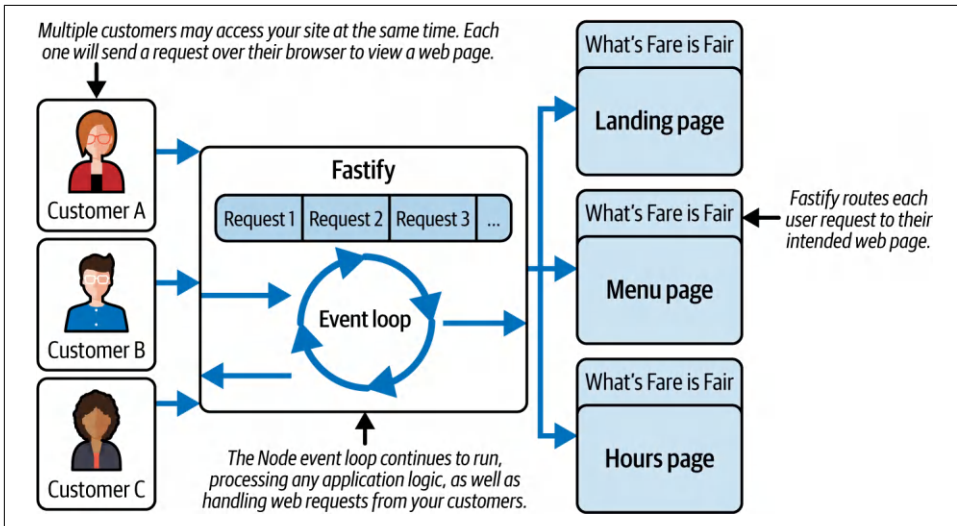 Multiple customers may access your site at the same time. Each
one will send a request over their browser to view a web page.
Customer A
Customer B
Customer C
Fastify
Request 1
Request 2
Request 3
...
Event loop
The Node event loop continues to run,
processing any application logic, as well as
handling web requests from your customers.
What's Fare is Fair
Landing page
What's Fare is Fair
Menu page
What's Fare is Fair
Hours page
Fastify routes each
user request to their
intended web page.